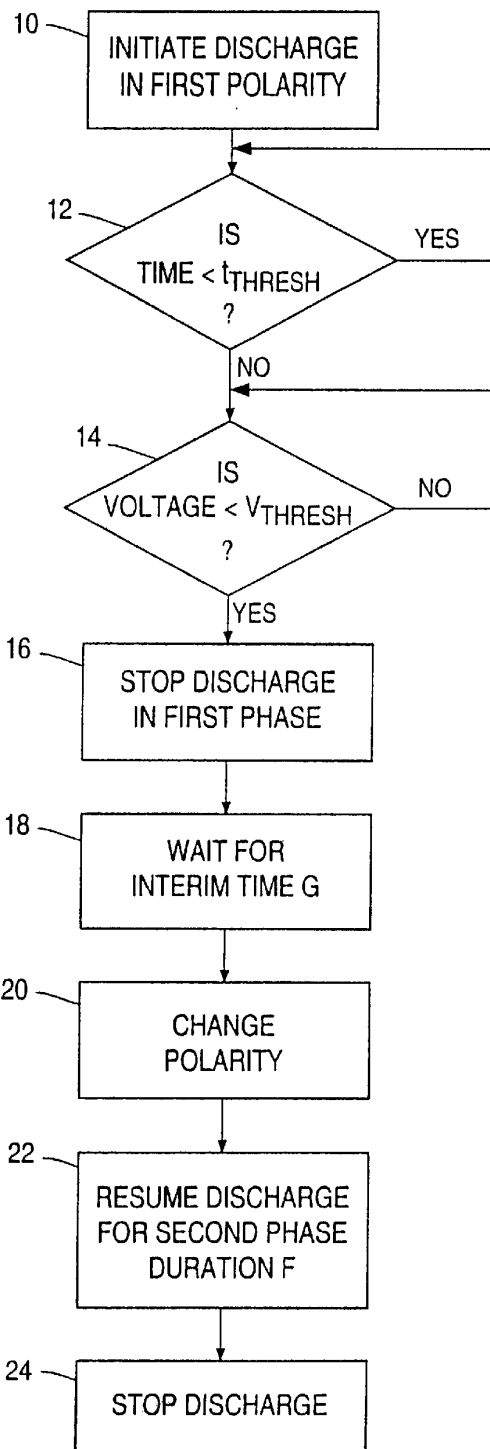 10
INITIATE DISCHARGE
IN FIRST POLARITY
12
IS
TIME < tTHRESH
?
YES
NO
14
IS
VOLTAGE < VTHRESH
?
NO
YES
16
STOP DISCHARGE
IN FIRST PHASE
18
WAIT FOR
INTERIM TIME G
20
CHANGE
POLARITY
22
RESUME DISCHARGE
FOR SECOND PHASE
DURATION F
24
STOP DISCHARGE